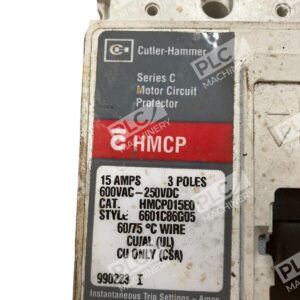 Cutler-Hammer
Series C
Motor Circuit
Protector
HMCP
15 AMPS 3 POLES
600VAC-250VDC
CAT. HMCP015E0
STYLE 6601C86G05
60/75 °C WIRE
CU/AL (UL)
CU ONLY (CSA)
990223 I
Instantaneous Trip Settings - Amps
PLC
MACHINERY